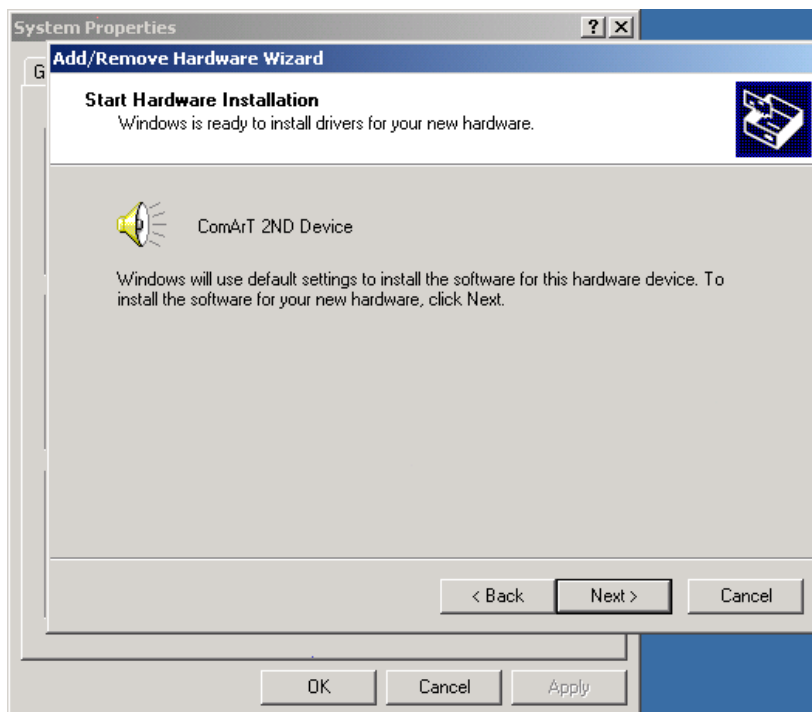 System Properties
G
Add/Remove Hardware Wizard
Start Hardware Installation
Windows is ready to install drivers for your new hardware.
ComArT 2ND Device
Windows will use default settings to install the software for this hardware device. To
install the software for your new hardware, click Next.
< Back
Next >
Cancel
OK
Cancel
Apply